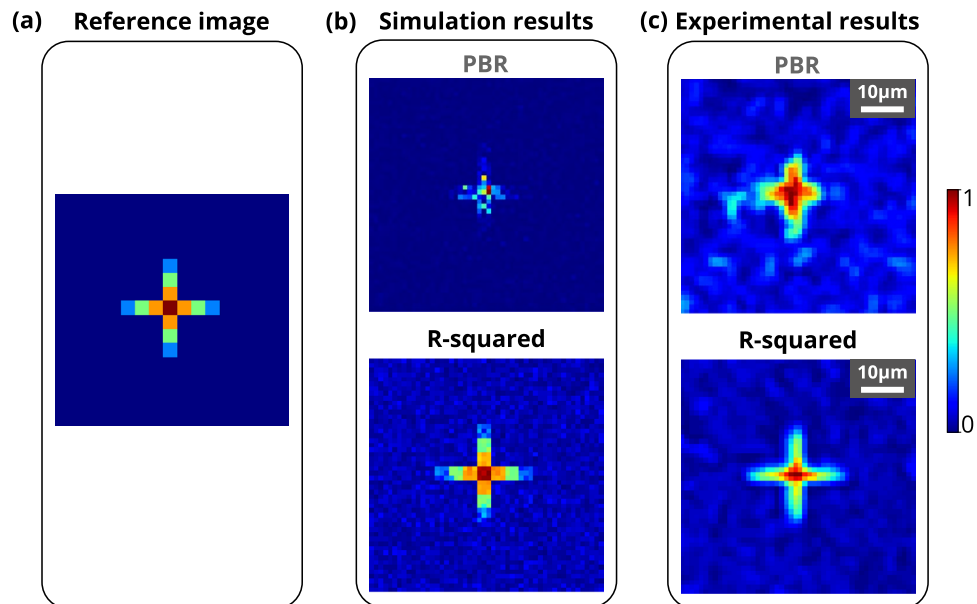 (a) Reference image
(b) Simulation results
(c) Experimental results
PBR
PBR
10μm
R-squared
R-squared
10μm
1
0